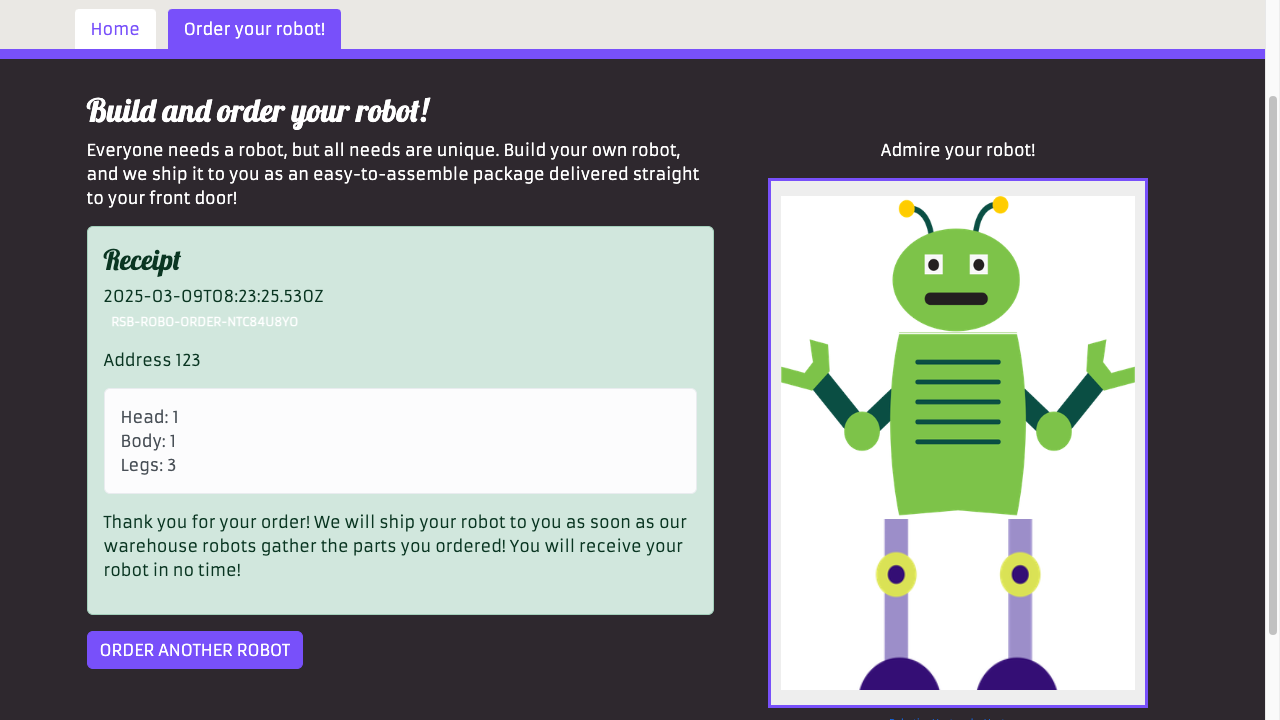 Home
Order your robot!
Build and order your robot!
Everyone needs a robot, but all needs are unique. Build your own robot,
and we ship it to you as an easy-to-assemble package delivered straight
to your front door!
Receipt
2025-03-09T08:23:25.530Z
RSB-ROBO-ORDER-NTC84U8YO
Address 123
Head: 1
Body: 1
Legs: 3
Thank you for your order! We will ship your robot to you as soon as our
warehouse robots gather the parts you ordered! You will receive your
robot in no time!
ORDER ANOTHER ROBOT
Admire your robot!